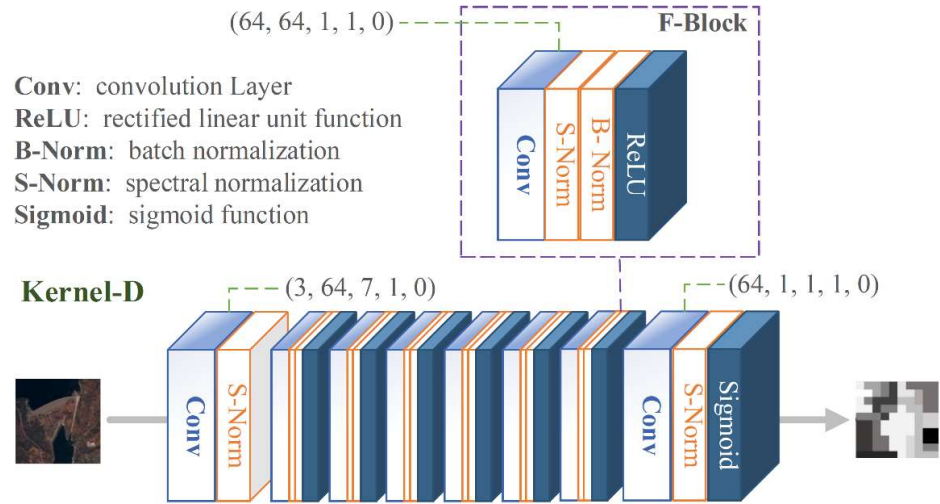 (64, 64, 1, 1, 0)
F-Block
Conv: convolution Layer
ReLU: rectified linear unit function
B-Norm: batch normalization
S-Norm: spectral normalization
Sigmoid: sigmoid function
Conv
S-Norm
B- Norm
ReLU
Kernel-D
(3, 64, 7, 1, 0)
(64, 1, 1, 1, 0)
Conv
S-Norm
Conv
S-Norm
Sigmoid